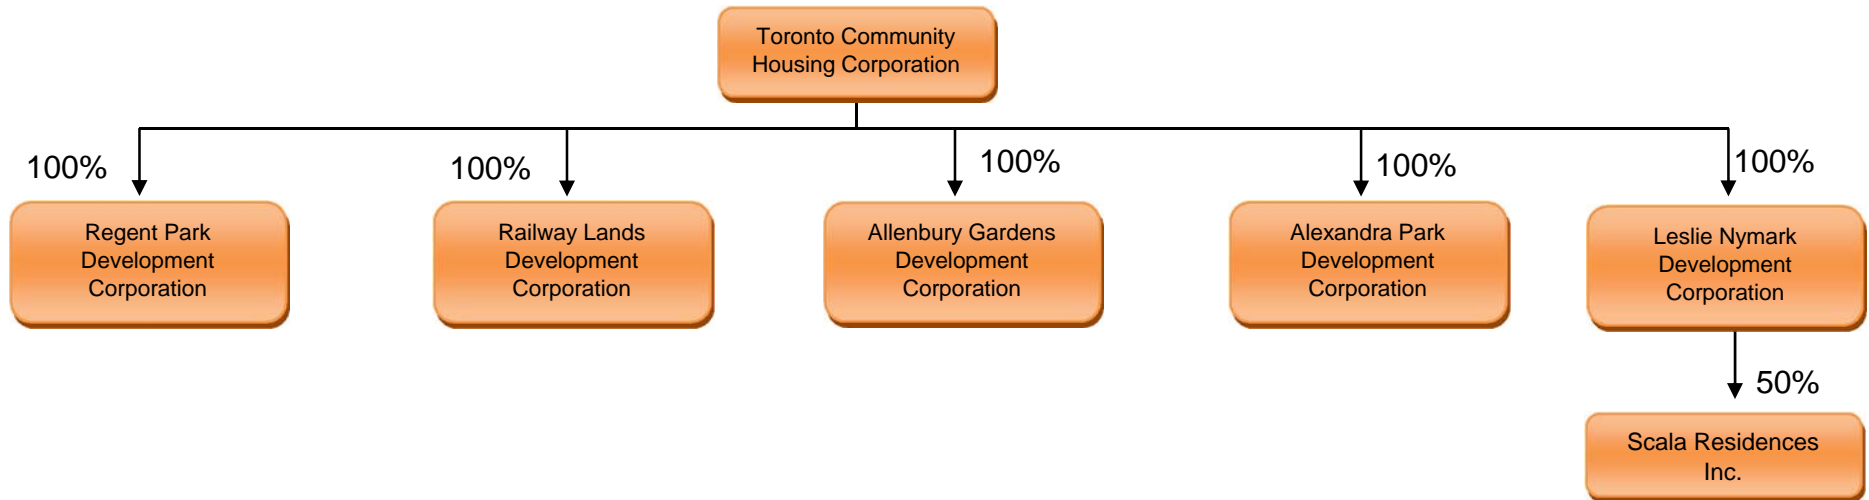 Toronto Community
Housing Corporation
100%
100%
100%
100%
100%
Regent Park
Development
Corporation
Railway Lands
Development
Corporation
Allenbury Gardens
Development
Corporation
Alexandra Park
Development
Corporation
Leslie Nymark
Development
Corporation
50%
Scala Residences
Inc.